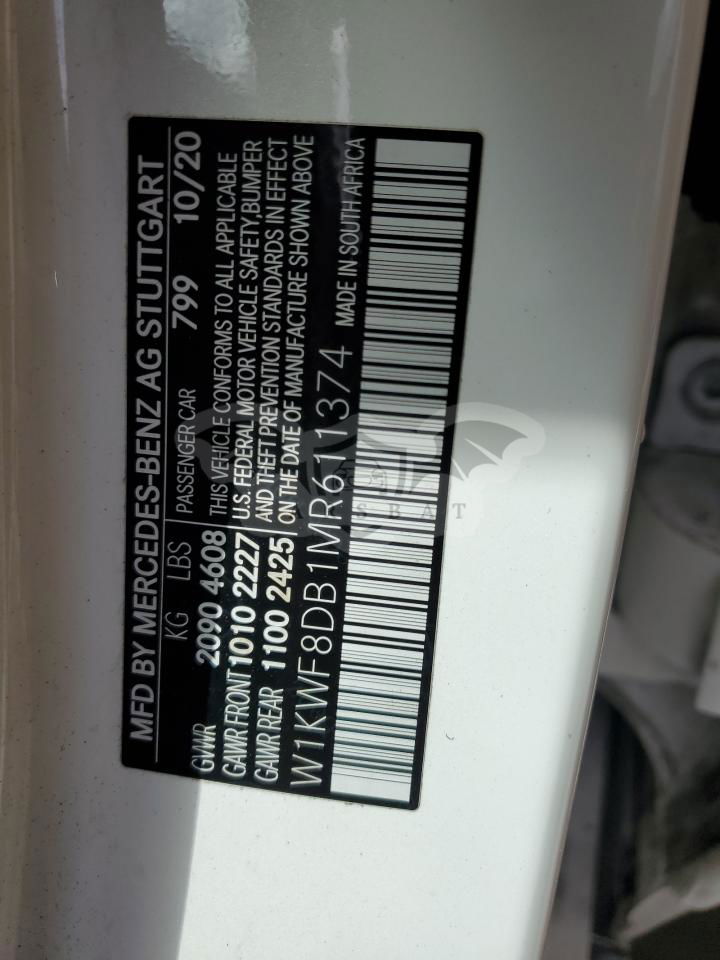 MFD BY MERCEDES-BENZ AG STUTTGART
KG LBS PASSENGER CAR 799 10/20
GVWR 2090 4608 THIS VEHICLE CONFORMS TO ALL APPLICABLE
GAWR FRONT 1010 2227 U.S. FEDERAL MOTOR VEHICLE SAFETY,BUMPER
GAWR REAR 1100 2425 AND THEFT PREVENTION STANDARDS IN EFFECT
ON THE DATE OF MANUFACTURE SHOWN ABOVE
W1KWF8DB1MR611374 MADE IN SOUTH AFRICA